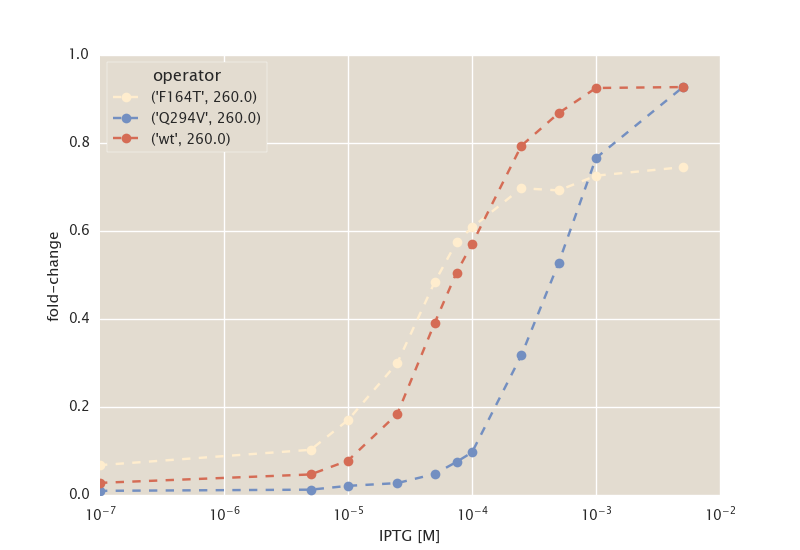 1.0
operator
('F164T', 260.0)
('Q294V', 260.0)
('wt', 260.0)
0.8
0.6
fold-change
0.4
0.2
0.0
10⁻⁷ 10⁻⁶ 10⁻⁵ 10⁻⁴ 10⁻³ 10⁻²
IPTG [M]